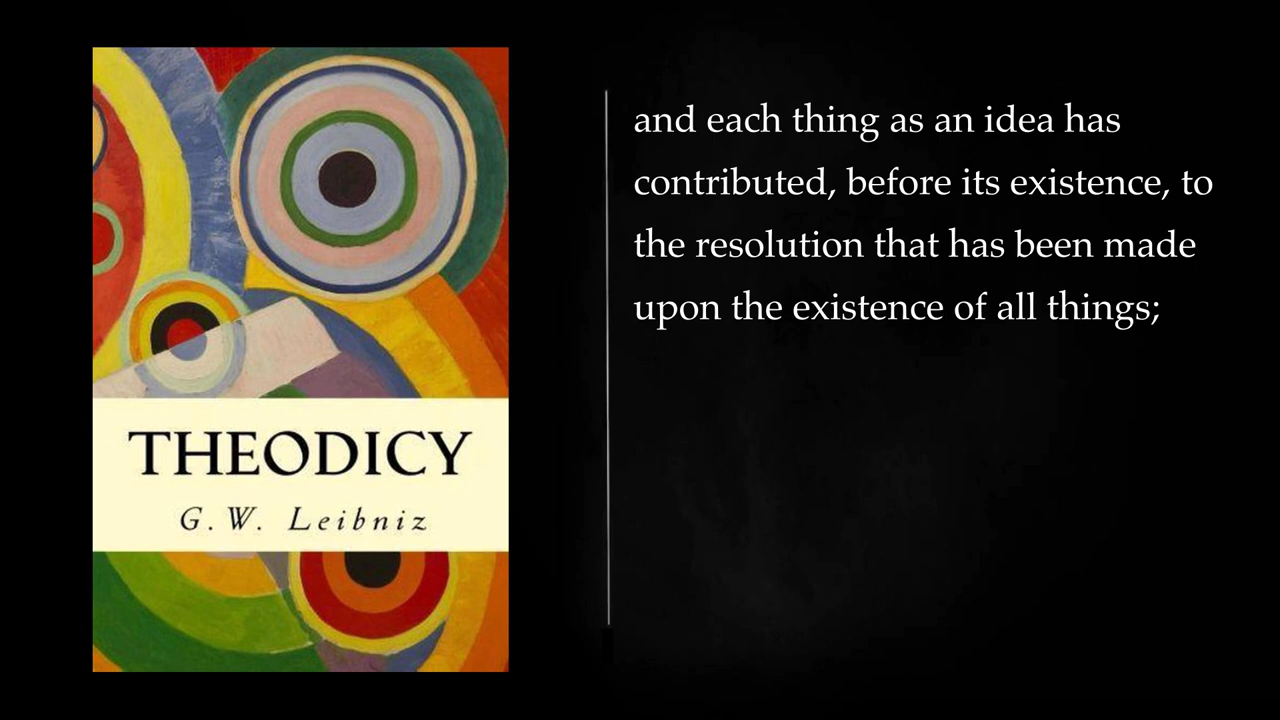 THEODICY
G. W. Leibniz
and each thing as an idea has
contributed, before its existence, to
the resolution that has been made
upon the existence of all things;